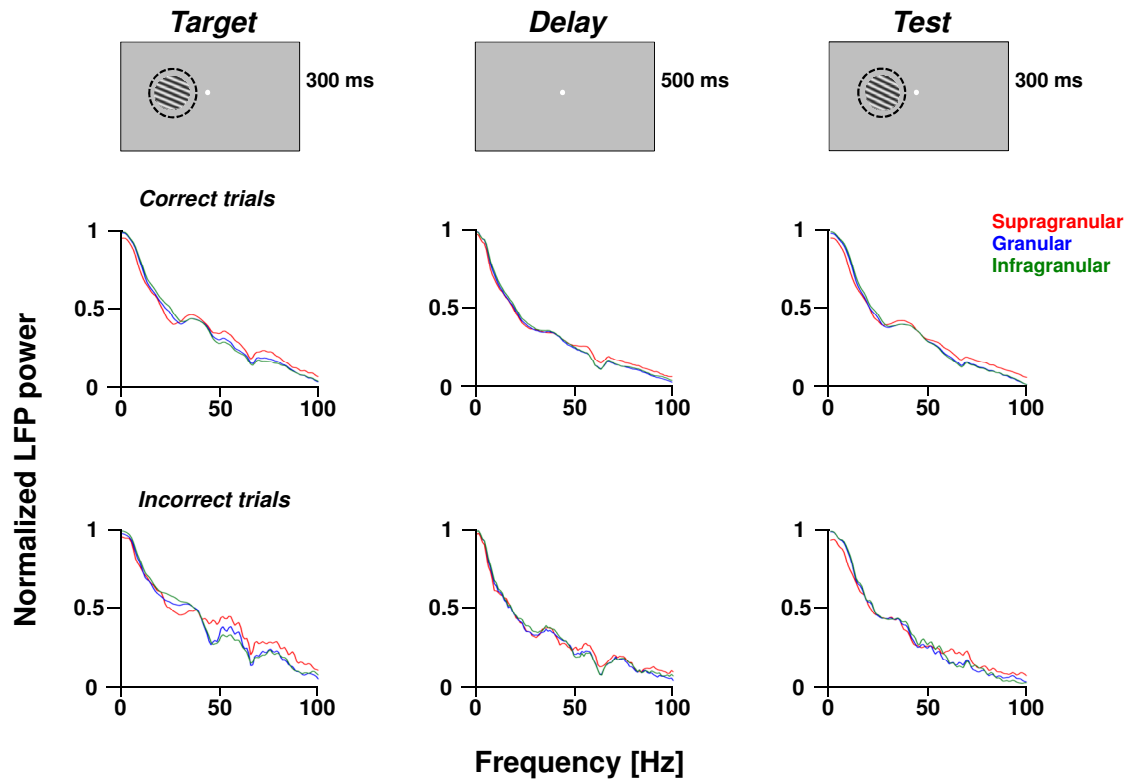 Target
Delay
Test
300 ms
500 ms
300 ms
Correct trials
1
0.5
0
0
50
100
1
0.5
0
0
50
100
1
0.5
0
0
50
100
Supragranular
Granular
Infragranular
Normalized LFP power
Incorrect trials
1
0.5
0
0
50
100
1
0.5
0
0
50
100
1
0.5
0
0
50
100
Frequency [Hz]